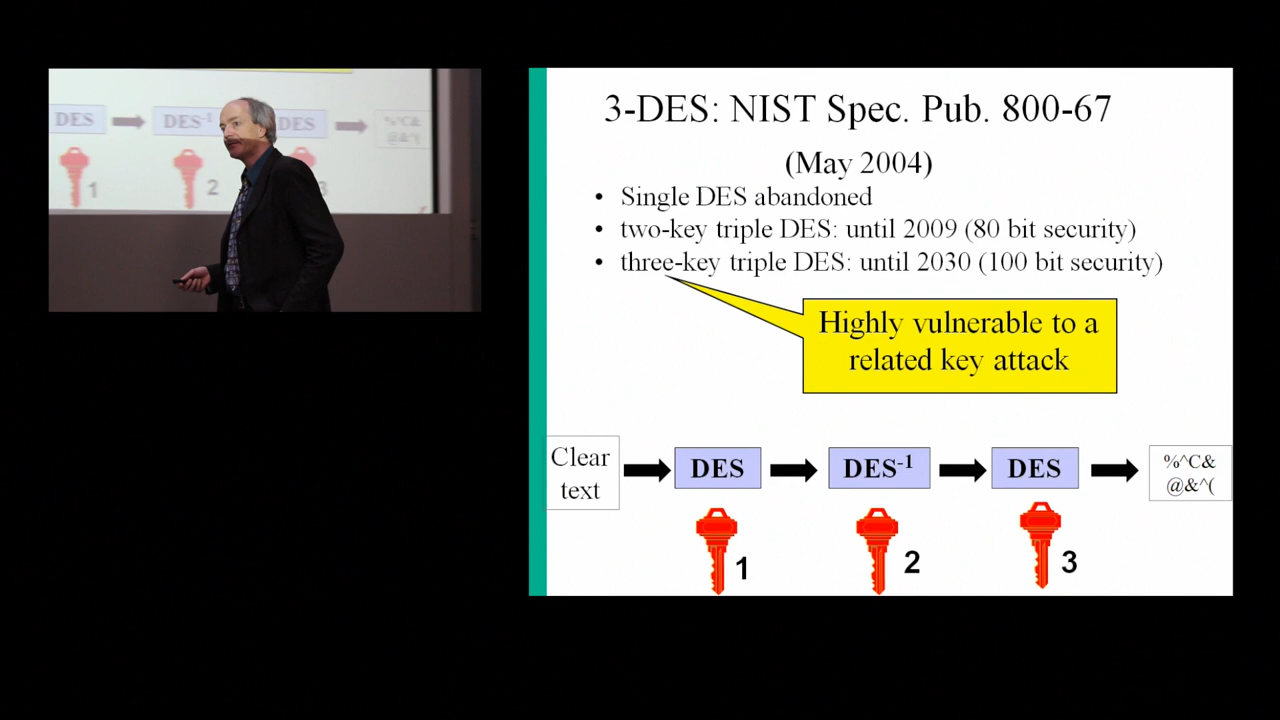 DES
DES-1
DES
%^C&
@&^(
1
2
3
3-DES: NIST Spec. Pub. 800-67
(May 2004)
• Single DES abandoned
• two-key triple DES: until 2009 (80 bit security)
• three-key triple DES: until 2030 (100 bit security)
Highly vulnerable to a
related key attack
Clear
text
DES
DES-1
DES
%^C&
@&^(
1
2
3